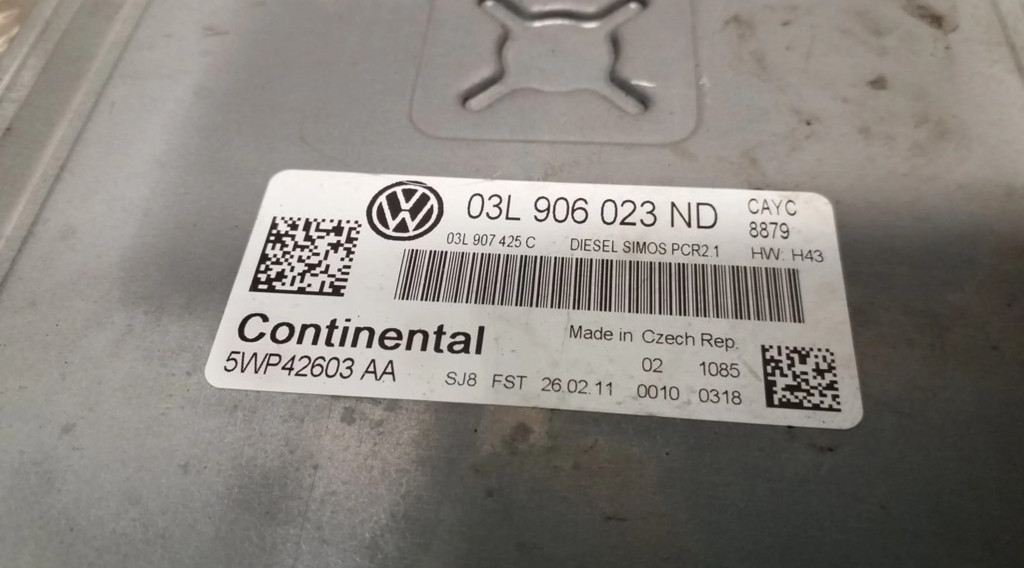 03L 906 023 ND CAYC
8879
03L 907 425 C DIESEL SIMOS PCR2.1 HW: H43
Continental Made in Czech Rep.
5WP42603 AA 02 1085
SJ8 FST 26.02.11 0010 0318